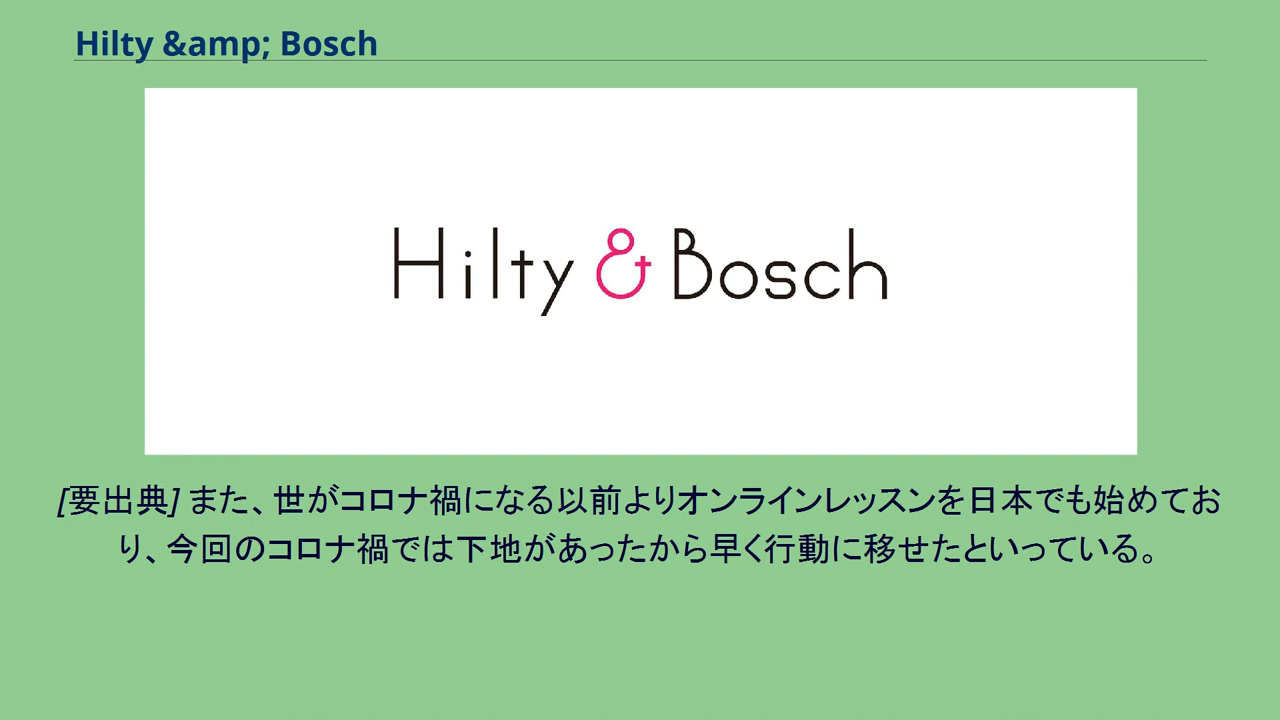 Hilty &amp; Bosch
Hilty & Bosch
[要出典] また、世がコロナ禍になる以前よりオンラインレッスンを日本でも始めてお
り、今回のコロナ禍では下地があったから早く行動に移せたといっている。